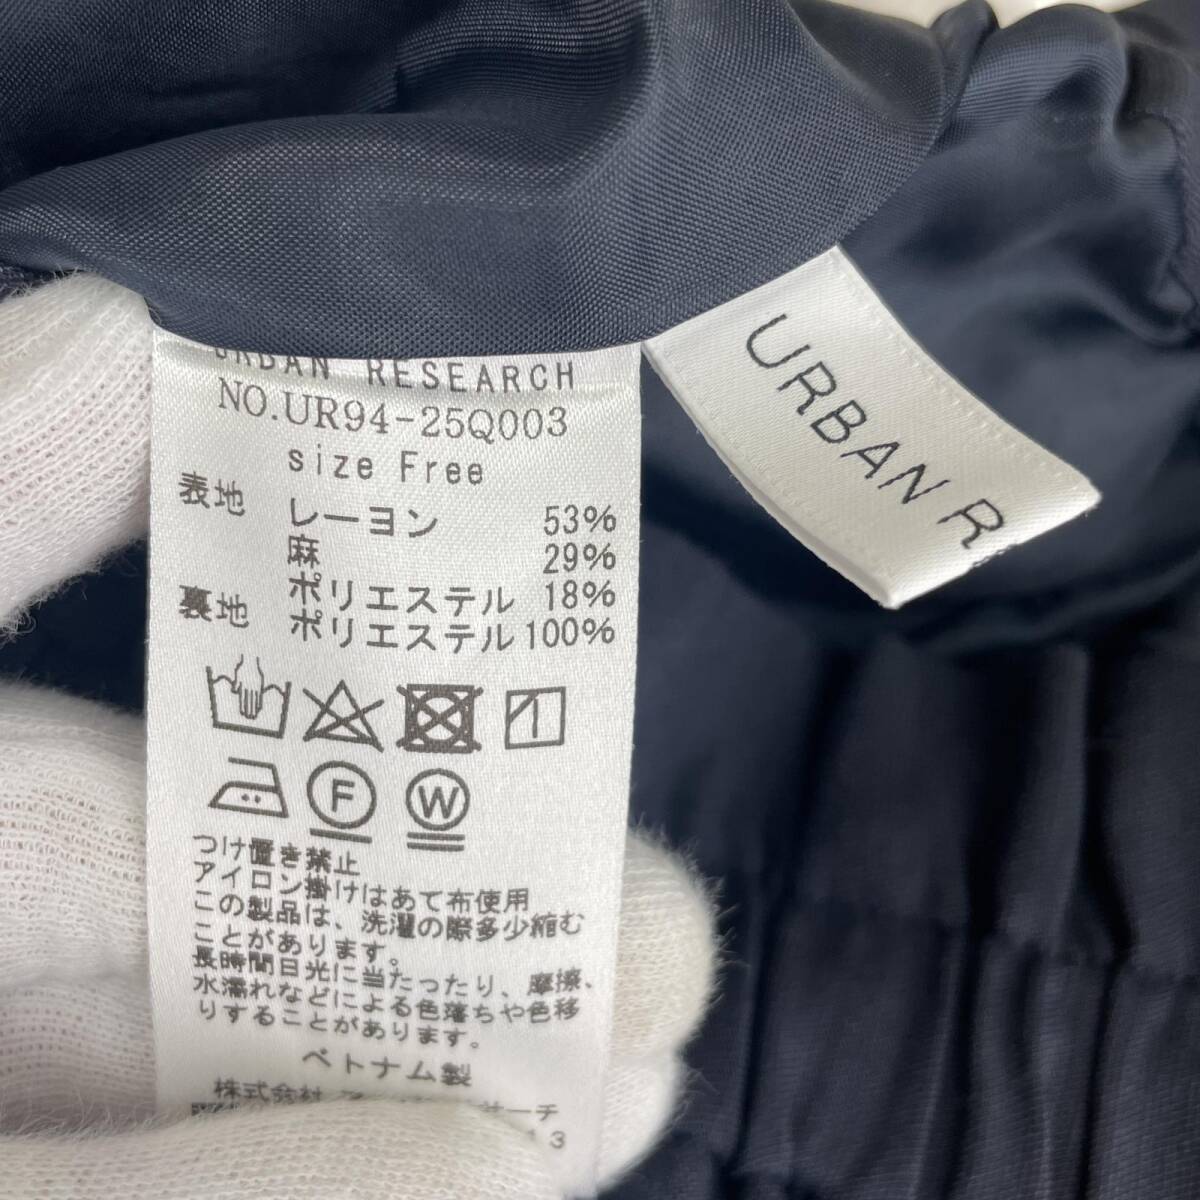 URBAN RESEARCH
NO.UR94-25Q003
size Free
表地 レーヨン 53%
麻 29%
ポリエステル 18%
裏地 ポリエステル 100%
F W
つけ置き禁止
アイロン掛けはあて布使用
この製品は、洗濯の際多少縮む
ことがあります。
長時間日光に当たったり、摩擦、
水濡れなどによる色落ちや色移
りすることがあります。
ベトナム製
株式会社
URBAN R